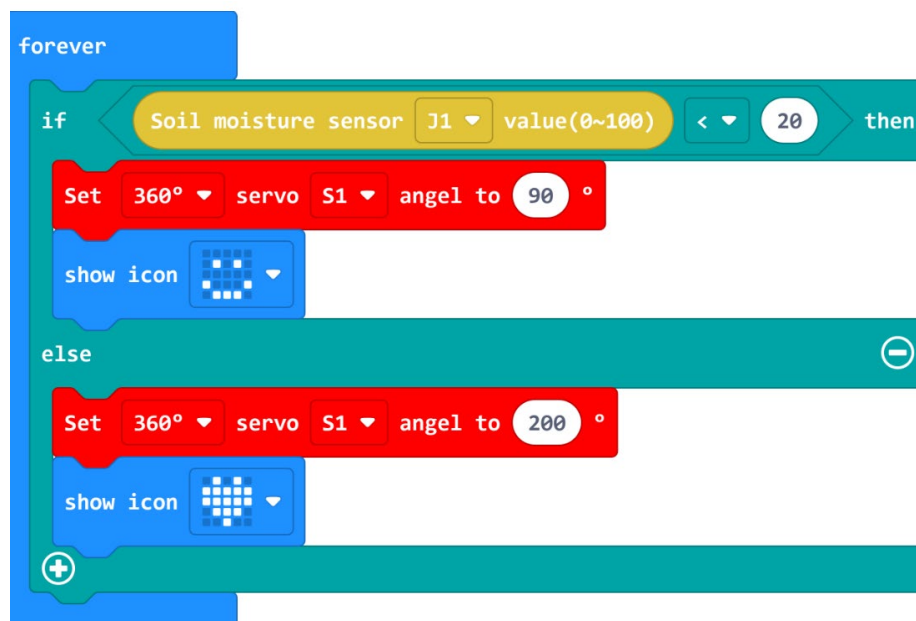 forever
if Soil moisture sensor J1 value(0~100) < 20 then
Set 360° servo S1 angel to 90 °
show icon
else
Set 360° servo S1 angel to 200 °
show icon